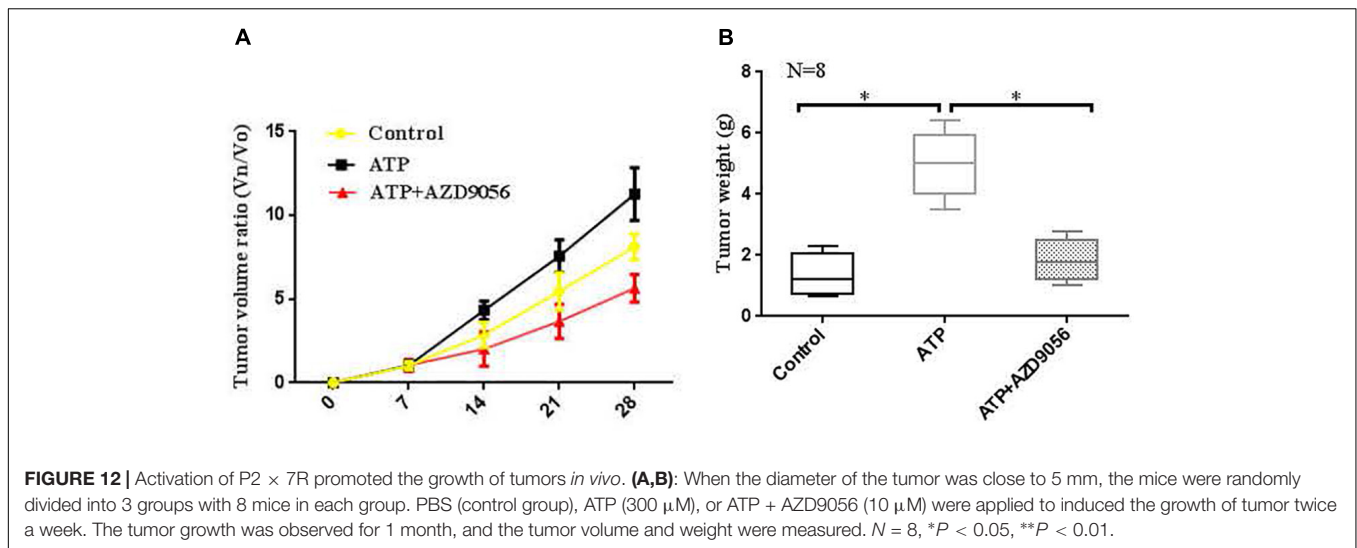 A
Tumor volume ratio (Vn/Vo)
15
10
5
0
Control
ATP
ATP+AZD9056
0
7
14
21
28
B
N=8
Tumor weight (g)
8
6
4
2
0
*
*
Control
ATP
ATP+AZD9056
FIGURE 12 | Activation of P2 × 7R promoted the growth of tumors in vivo. (A,B): When the diameter of the tumor was close to 5 mm, the mice were randomly
divided into 3 groups with 8 mice in each group. PBS (control group), ATP (300 μM), or ATP + AZD9056 (10 μM) were applied to induced the growth of tumor twice
a week. The tumor growth was observed for 1 month, and the tumor volume and weight were measured. N = 8, *P < 0.05, **P < 0.01.